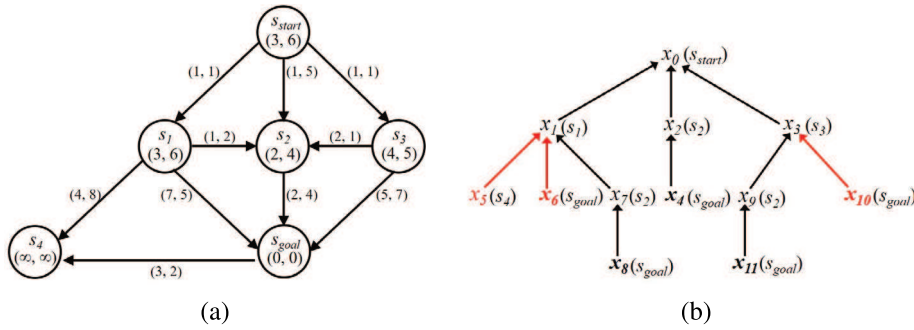 s_start
(3, 6)
(1, 1)
(1, 5)
(1, 1)
s_1
(3, 6)
(1, 2)
s_2
(2, 4)
(2, 1)
s_3
(4, 5)
(4, 8)
(7, 5)
(2, 4)
(5, 7)
s_4
(∞, ∞)
s_goal
(0, 0)
(3, 2)
(a)
x_0 (s_start)
x_1 (s_1)
x_2 (s_2)
x_3 (s_3)
x_5 (s_4)
x_6 (s_goal)
x_7 (s_2)
x_4 (s_goal)
x_9 (s_2)
x_10 (s_goal)
x_8 (s_goal)
x_11 (s_goal)
(b)